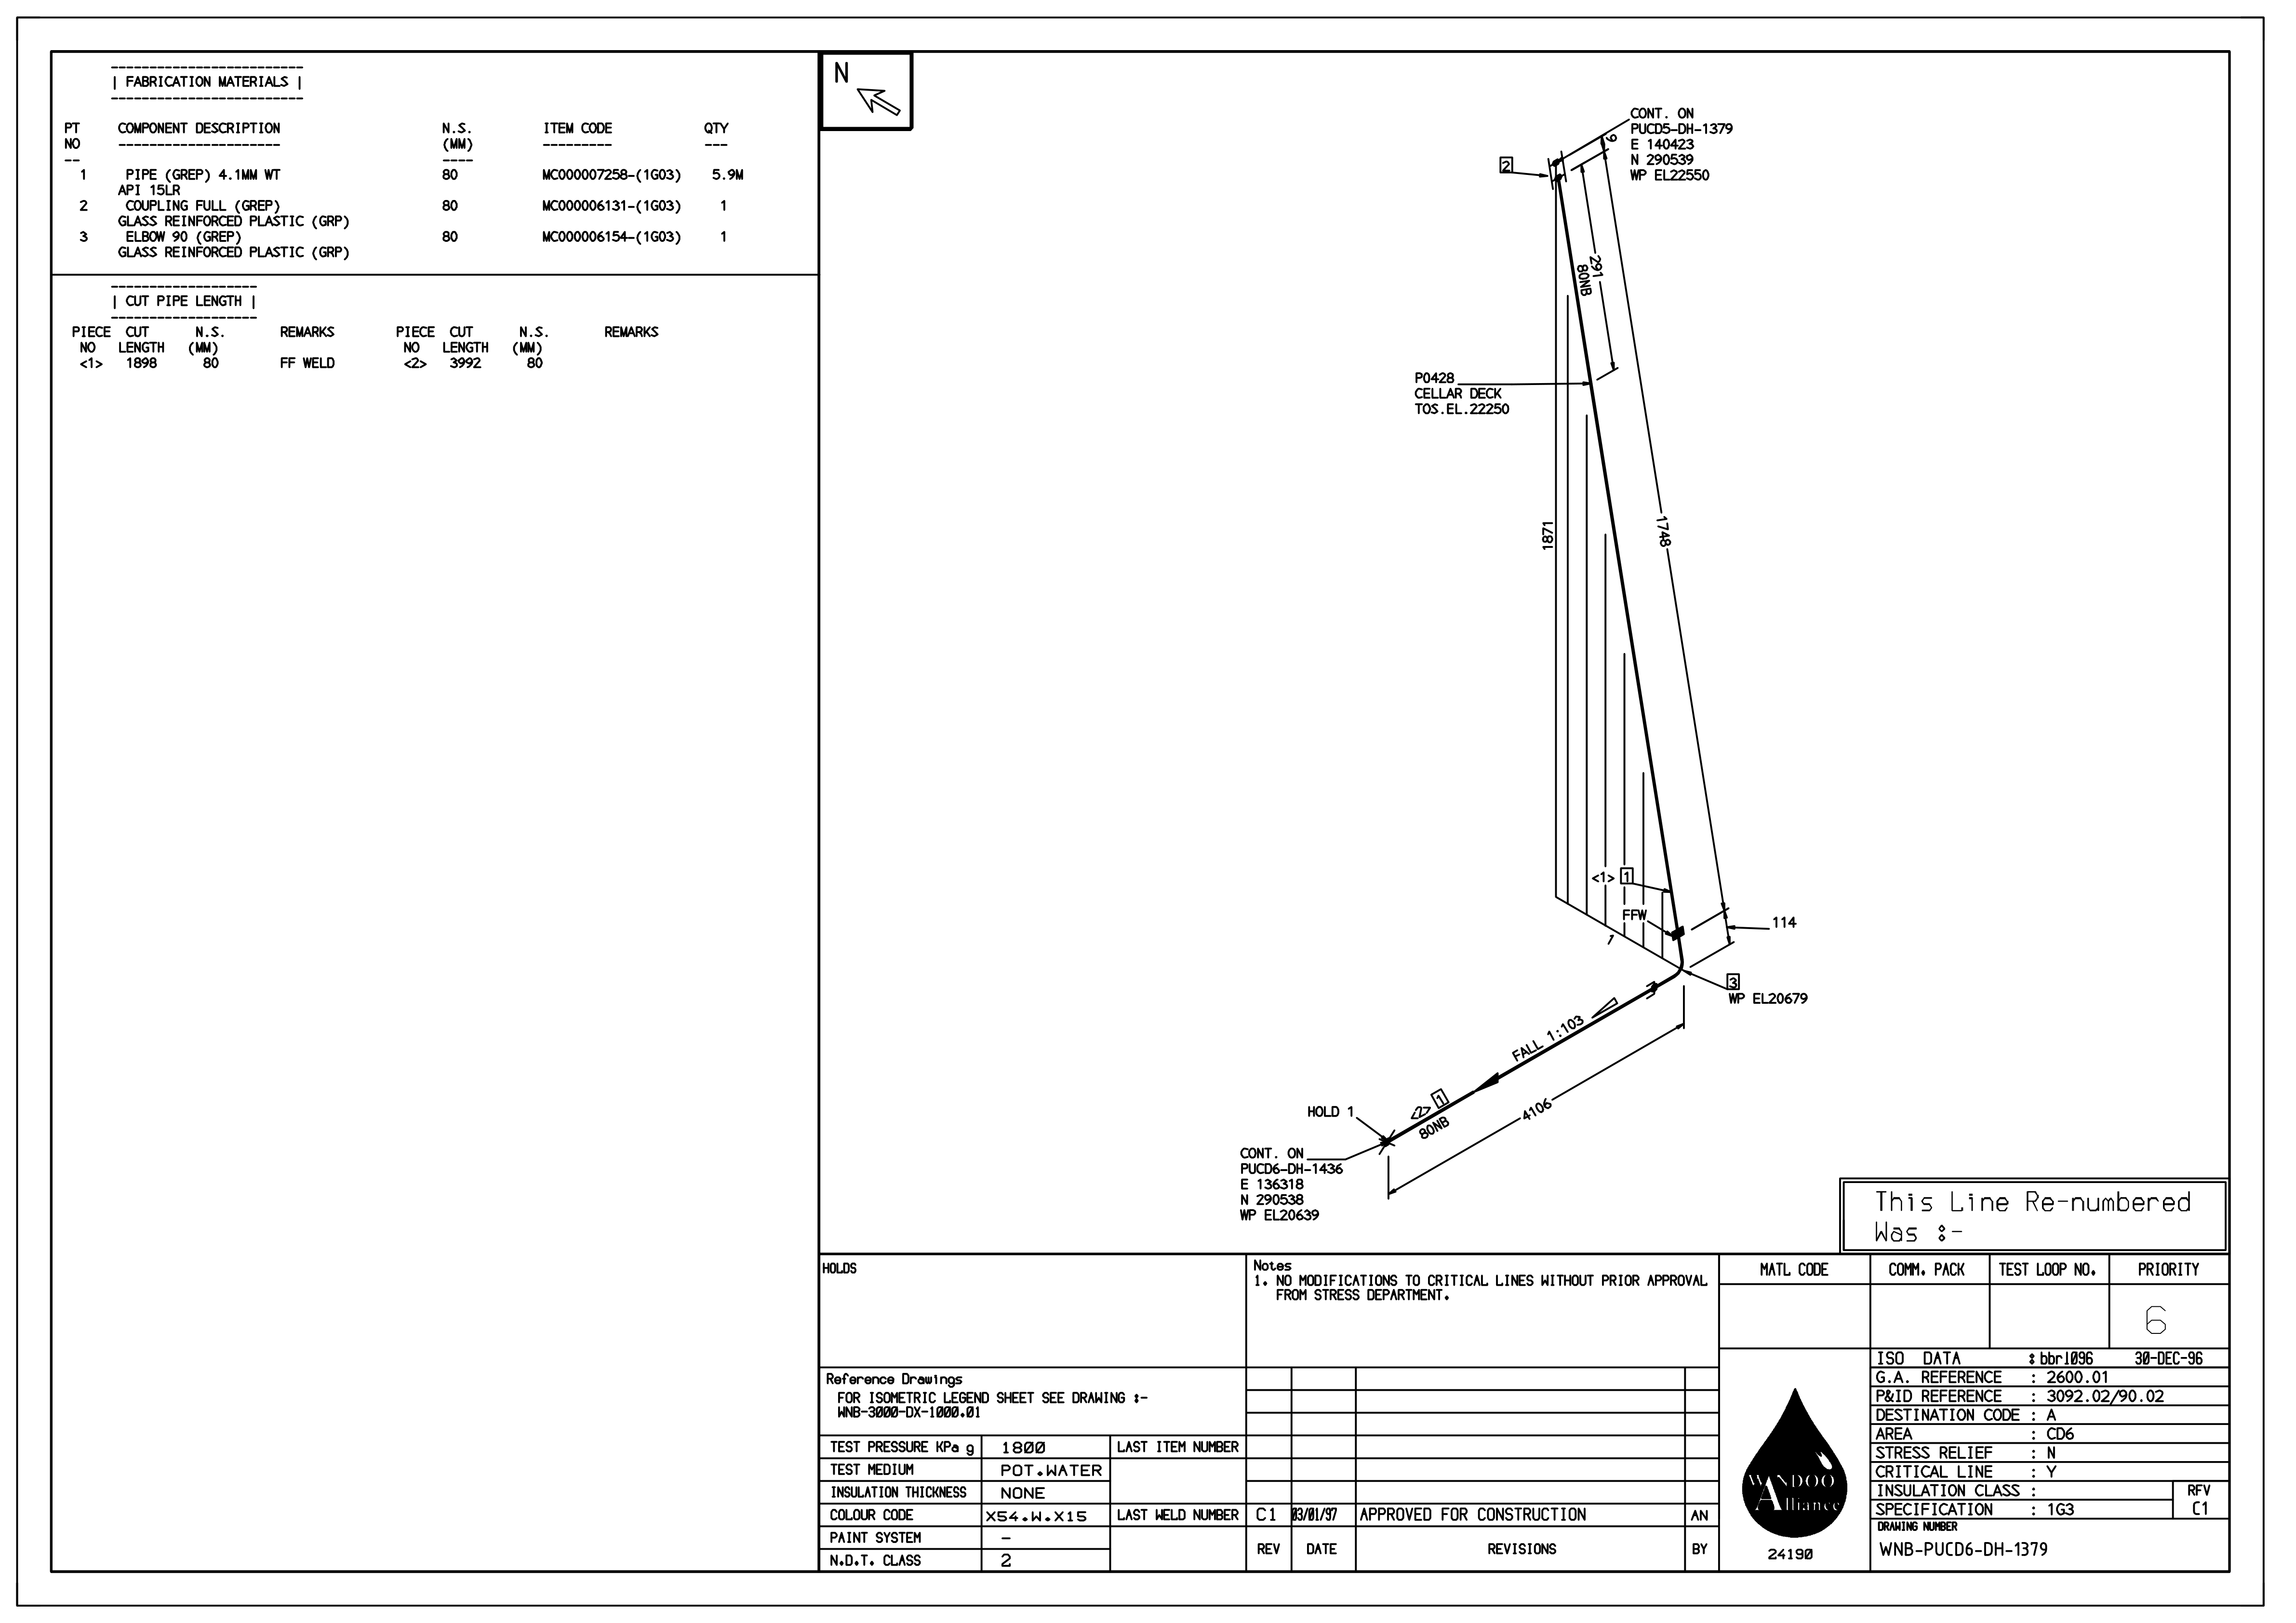 | FABRICATION MATERIALS |
PT NO COMPONENT DESCRIPTION N.S. (MM) ITEM CODE QTY
1 PIPE (GREP) 4.1MM WT 80 MC000007258-(1G03) 5.9M
API 15LR
2 COUPLING FULL (GREP) 80 MC000006131-(1G03) 1
GLASS REINFORCED PLASTIC (GRP)
3 ELBOW 90 (GREP) 80 MC000006154-(1G03) 1
GLASS REINFORCED PLASTIC (GRP)
| CUT PIPE LENGTH |
PIECE CUT N.S. REMARKS PIECE CUT N.S. REMARKS
NO LENGTH (MM) NO LENGTH (MM)
<1> 1898 80 FF WELD <2> 3992 80
N
CONT. ON
PUCD5-DH-1379
E 140423
N 290539
WP EL22550
9
2
291
80NB
P0428
CELLAR DECK
TOS.EL.22250
1871
1748
<1> 1
FFW
1
114
3
WP EL20679
FALL 1:103
<2> 1
80NB
4106
HOLD 1
CONT. ON
PUCD6-DH-1436
E 136318
N 290538
WP EL20639
This Line Re-numbered
Was :-
HOLDS
Notes
1. NO MODIFICATIONS TO CRITICAL LINES WITHOUT PRIOR APPROVAL
FROM STRESS DEPARTMENT.
MATL CODE COMM. PACK TEST LOOP NO. PRIORITY
6
Reference Drawings
FOR ISOMETRIC LEGEND SHEET SEE DRAWING :-
WNB-3000-DX-1000.01
TEST PRESSURE KPa g 1800 LAST ITEM NUMBER
TEST MEDIUM POT.WATER
INSULATION THICKNESS NONE
COLOUR CODE X54.W.X15 LAST WELD NUMBER
PAINT SYSTEM -
N.D.T. CLASS 2
C1 03/01/97 APPROVED FOR CONSTRUCTION AN
REV DATE REVISIONS BY
WANDOO
Alliance
24190
ISO DATA : bbr1096 30-DEC-96
G.A. REFERENCE : 2600.01
P&ID REFERENCE : 3092.02/90.02
DESTINATION CODE : A
AREA : CD6
STRESS RELIEF : N
CRITICAL LINE : Y
INSULATION CLASS : RFV
SPECIFICATION : 1G3 C1
DRAWING NUMBER
WNB-PUCD6-DH-1379